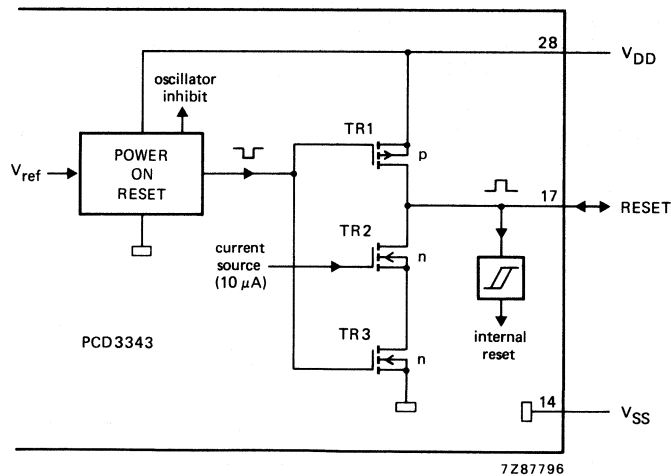 28
V_DD
oscillator
inhibit
TR1
p
POWER
ON
RESET
V_ref
17
RESET
TR2
n
current
source
(10 μA)
internal
reset
TR3
n
PCD3343
14
V_SS
7Z87796